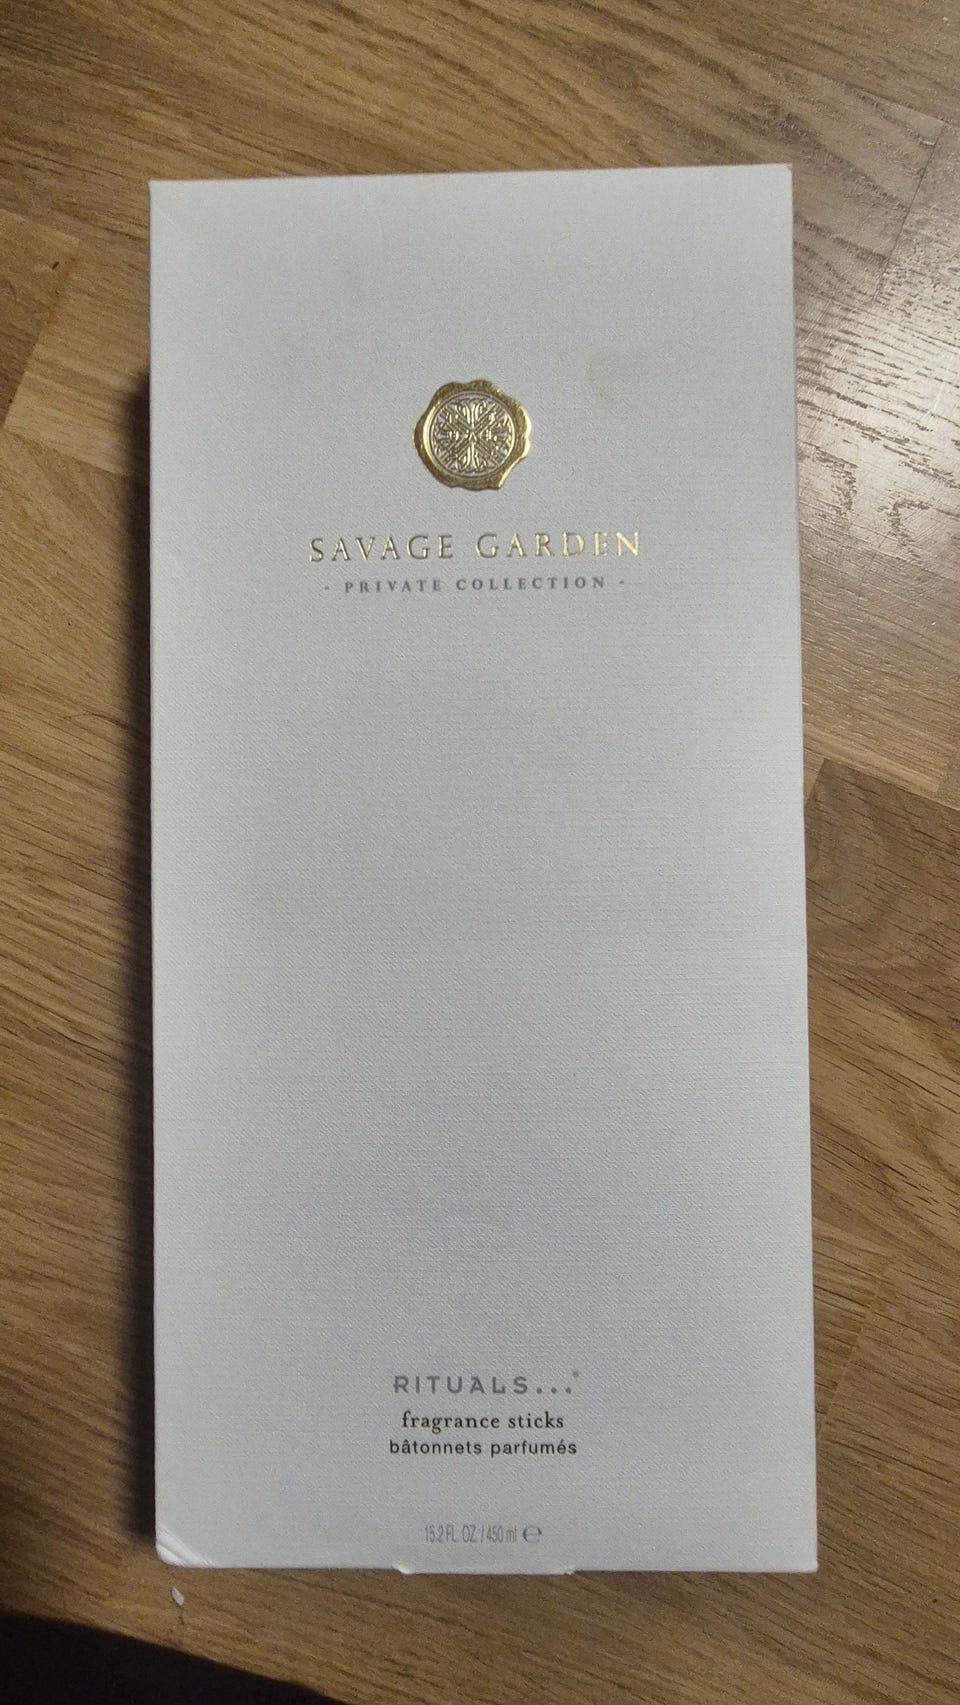 SAVAGE GARDEN
- PRIVATE COLLECTION -
RITUALS...®
fragrance sticks
bâtonnets parfumés
15.2 FL. OZ / 450 ml ℮